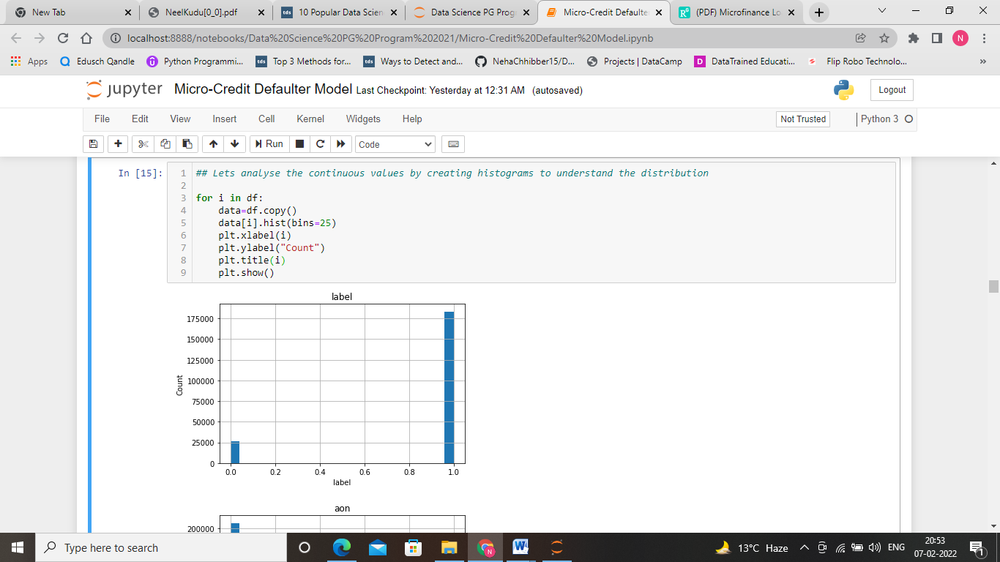 New Tab
NeelKudu[0_0].pdf
tds 10 Popular Data Scien
Data Science PG Prog
Micro-Credit Defaulte
R⁶ (PDF) Microfinance Lo
localhost:8888/notebooks/Data%20Science%20PG%20Program%202021/Micro-Credit%20Defaulter%20Model.ipynb
N
Apps
Edusch Qandle
Python Programmi...
tds Top 3 Methods for...
tds Ways to Detect and...
NehaChhibber15/D...
Projects | DataCamp
D DataTrained Educati...
Flip Robo Technolo...
»
jupyter Micro-Credit Defaulter Model Last Checkpoint: Yesterday at 12:31 AM (autosaved)
Logout
File Edit View Insert Cell Kernel Widgets Help
Not Trusted
Python 3
Run
Code
In [15]:
1 ## Lets analyse the continuous values by creating histograms to understand the distribution
2
3 for i in df:
4     data=df.copy()
5     data[i].hist(bins=25)
6     plt.xlabel(i)
7     plt.ylabel("Count")
8     plt.title(i)
9     plt.show()
label
175000
150000
125000
100000
75000
50000
25000
0
Count
0.0 0.2 0.4 0.6 0.8 1.0
label
aon
200000
Type here to search
N
W
13°C Haze
ENG
20:53
07-02-2022
1